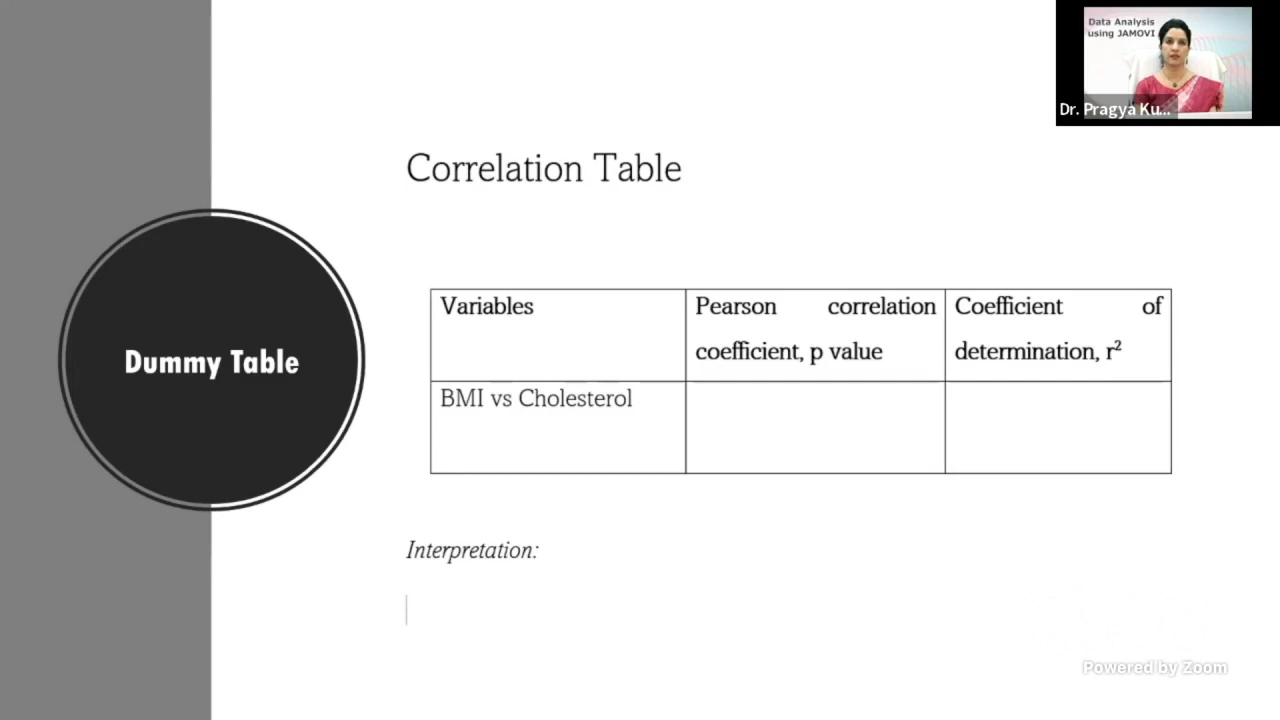 Data Analysis
using JAMOVI
Dr. Pragya Ku...
Correlation Table
Dummy Table
Variables
Pearson correlation
coefficient, p value
Coefficient of
determination, r²
BMI vs Cholesterol
Interpretation:
Powered by Zoom